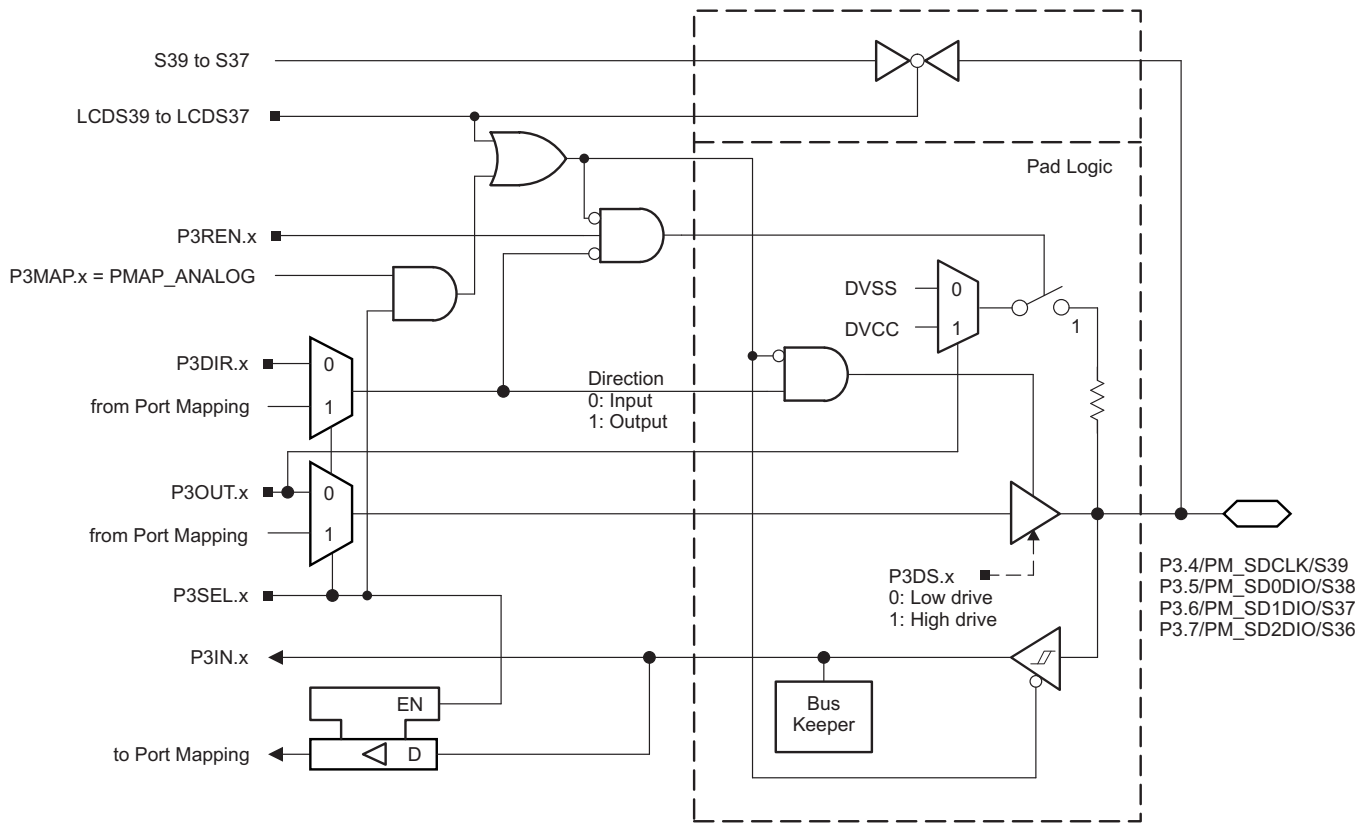 S39 to S37
LCDS39 to LCDS37
Pad Logic
P3REN.x
P3MAP.x = PMAP_ANALOG
DVSS
0
DVCC
1
1
P3DIR.x
0
from Port Mapping
1
Direction
0: Input
1: Output
P3OUT.x
0
from Port Mapping
1
P3DS.x
0: Low drive
1: High drive
P3.4/PM_SDCLK/S39
P3.5/PM_SD0DIO/S38
P3.6/PM_SD1DIO/S37
P3.7/PM_SD2DIO/S36
P3SEL.x
P3IN.x
EN
Bus
Keeper
to Port Mapping
D